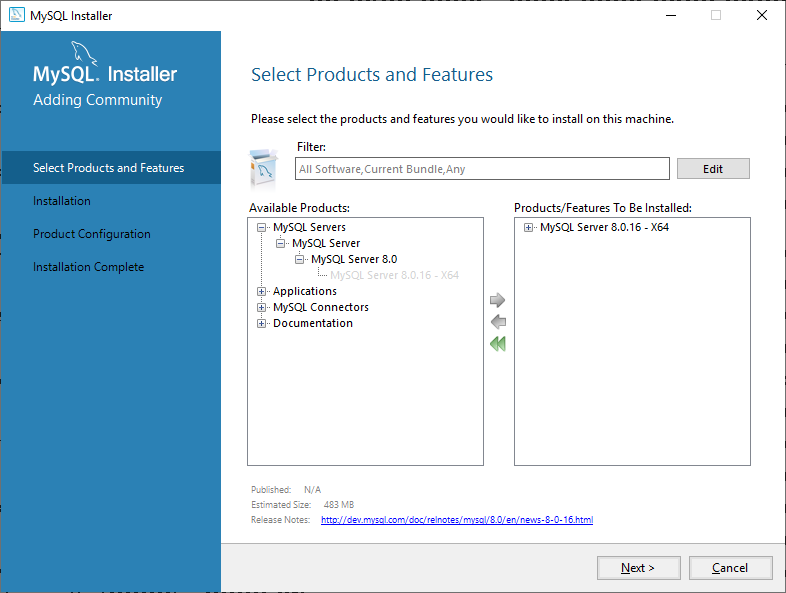 MySQL Installer
MySQL. Installer
Adding Community
Select Products and Features
Installation
Product Configuration
Installation Complete
Select Products and Features
Please select the products and features you would like to install on this machine.
Filter:
All Software,Current Bundle,Any
Edit
Available Products:
MySQL Servers
MySQL Server
MySQL Server 8.0
MySQL Server 8.0.16 - X64
Applications
MySQL Connectors
Documentation
Products/Features To Be Installed:
MySQL Server 8.0.16 - X64
Published: N/A
Estimated Size: 483 MB
Release Notes: http://dev.mysql.com/doc/relnotes/mysql/8.0/en/news-8-0-16.html
Next >
Cancel